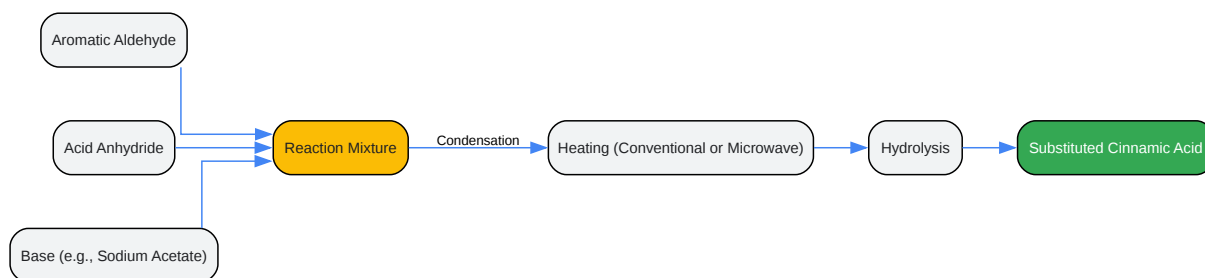 Aromatic Aldehyde
Acid Anhydride
Base (e.g., Sodium Acetate)
Reaction Mixture
Condensation
Heating (Conventional or Microwave)
Hydrolysis
Substituted Cinnamic Acid